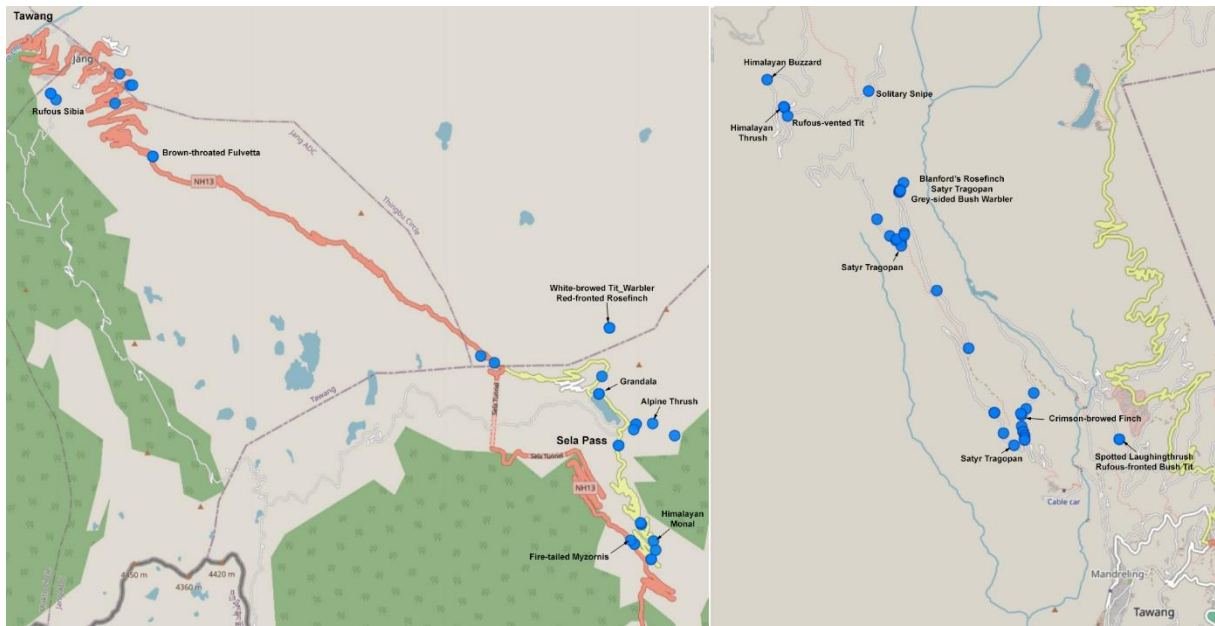 Tawang
Jang
Rufous Sibia
Jang ADC
Brown-throated Fulvetta
NH13
Thingbu Circle
White-browed Tit_Warbler
Red-fronted Rosefinch
Tawang
Sela Tunnel
Grandala
Alpine Thrush
Sela Pass
Sela Tunnel
NH13
Himalayan
Monal
Fire-tailed Myzornis
4450 m
4420 m
4360 m
Himalayan Buzzard
Solitary Snipe
Rufous-vented Tit
Himalayan
Thrush
Blanford's Rosefinch
Satyr Tragopan
Grey-sided Bush Warbler
Satyr Tragopan
Crimson-browed Finch
Satyr Tragopan
Spotted Laughingthrush
Rufous-fronted Bush Tit
Cable car
Mandreling
Tawang